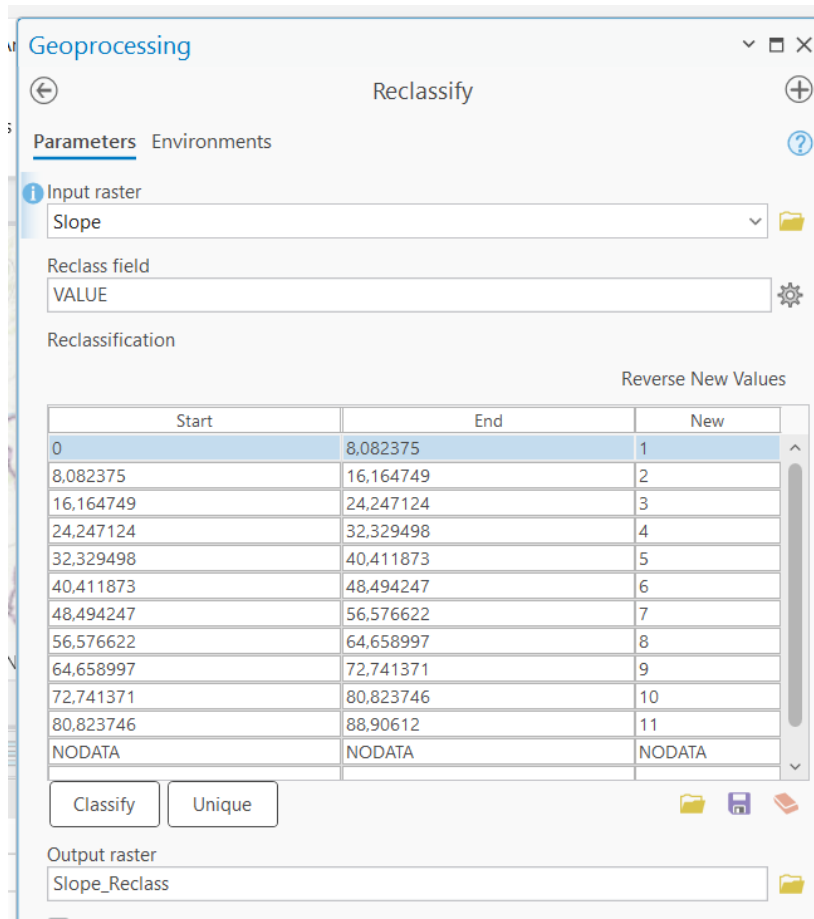 Geoprocessing
Reclassify
Parameters Environments
Input raster
Slope
Reclass field
VALUE
Reclassification
Reverse New Values
Start End New
0 8,082375 1
8,082375 16,164749 2
16,164749 24,247124 3
24,247124 32,329498 4
32,329498 40,411873 5
40,411873 48,494247 6
48,494247 56,576622 7
56,576622 64,658997 8
64,658997 72,741371 9
72,741371 80,823746 10
80,823746 88,90612 11
NODATA NODATA NODATA
Classify Unique
Output raster
Slope_Reclass